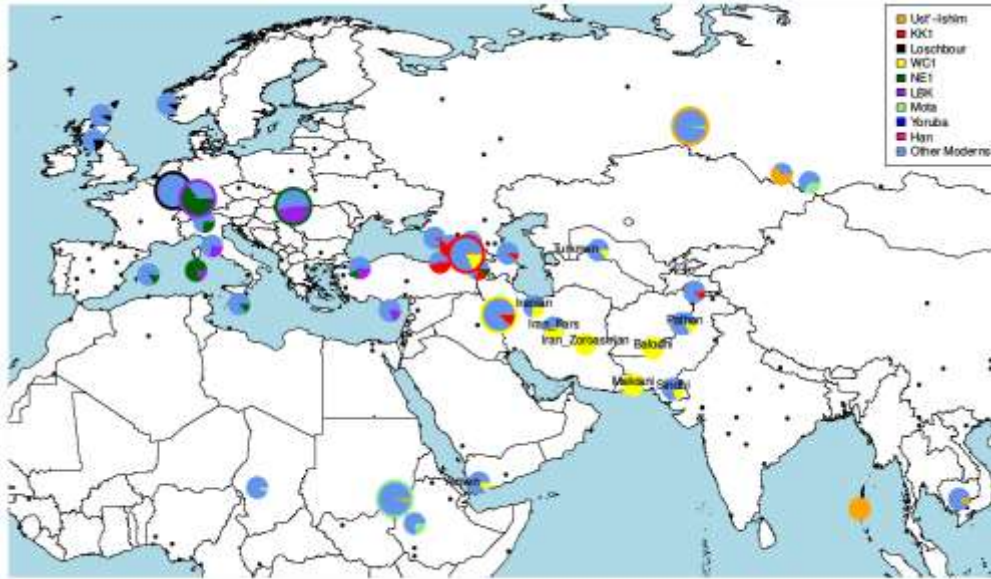 Ust'-Ishim
KK1
Loschbour
WC1
NE1
LBK
Mota
Yoruba
Han
Other Moderns
Turkmen
Iranian
Iran_Fars
Iran_Zoroastrian
Pathan
Balochi
Makrani
Sindhi
Yemeni